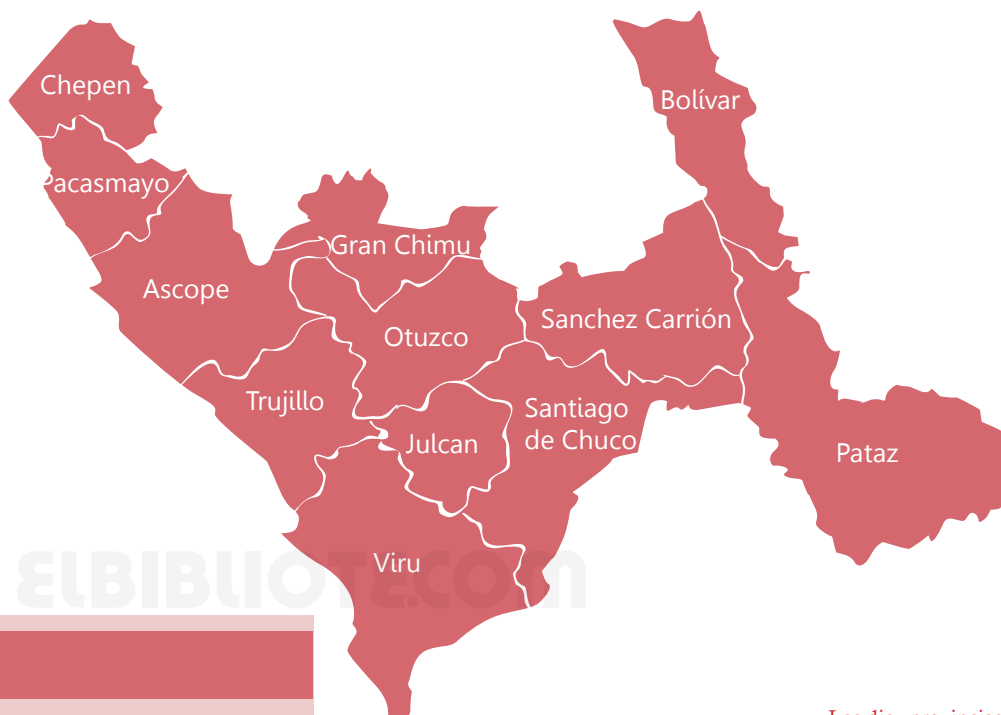 Chepen
Bolívar
Pacasmayo
Gran Chimu
Ascope
Sanchez Carrión
Otuzco
Trujillo
Santiago
de Chuco
Julcan
Pataz
Viru
ELBIBLIOTE.COM